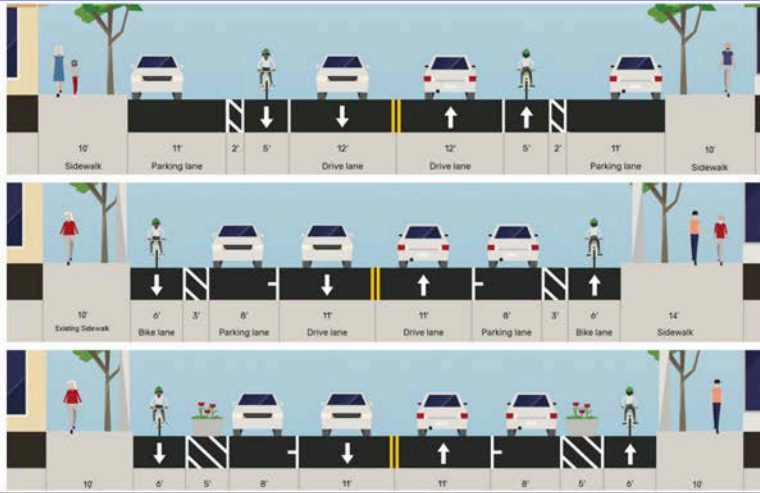 10' 11' 2' 5' 12' 12' 5' 2' 11' 10'
Sidewalk Parking lane Drive lane Drive lane Parking lane Sidewalk
10' 6' 3' 8' 11' 11' 8' 3' 6' 14'
Existing Sidewalk Bike lane Parking lane Drive lane Drive lane Parking lane Bike lane Sidewalk
10' 6' 5' 8' 11' 11' 8' 5' 6' 10'